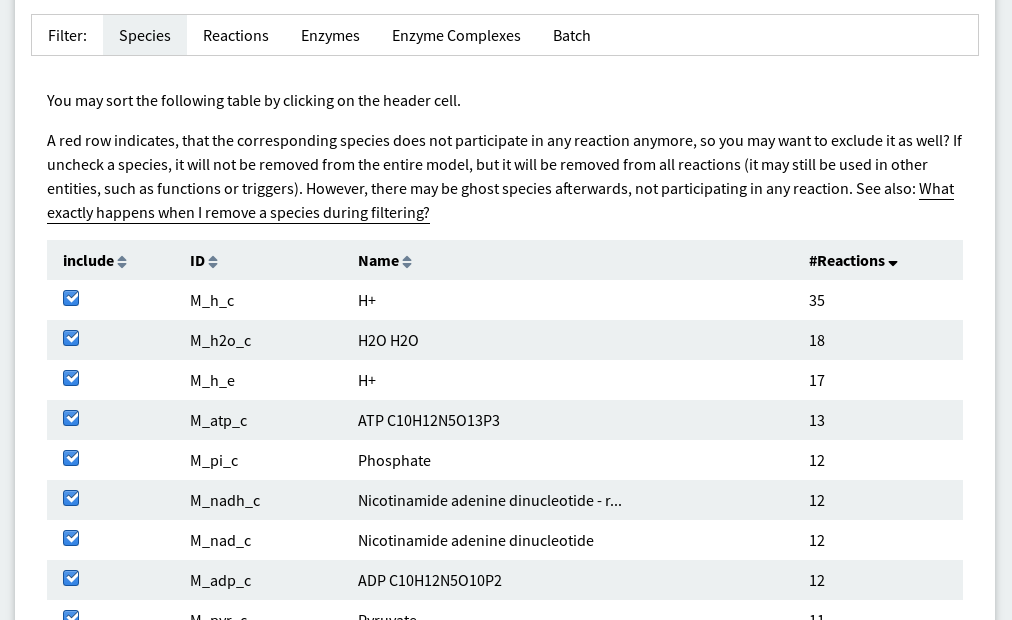 Filter: Species Reactions Enzymes Enzyme Complexes Batch
You may sort the following table by clicking on the header cell.
A red row indicates, that the corresponding species does not participate in any reaction anymore, so you may want to exclude it as well? If
uncheck a species, it will not be removed from the entire model, but it will be removed from all reactions (it may still be used in other
entities, such as functions or triggers). However, there may be ghost species afterwards, not participating in any reaction. See also: What
exactly happens when I remove a species during filtering?
include ID Name #Reactions
M_h_c H+ 35
M_h2o_c H2O H2O 18
M_h_e H+ 17
M_atp_c ATP C10H12N5O13P3 13
M_pi_c Phosphate 12
M_nadh_c Nicotinamide adenine dinucleotide - r... 12
M_nad_c Nicotinamide adenine dinucleotide 12
M_adp_c ADP C10H12N5O10P2 12
M_pyr_c Pyruvate 11